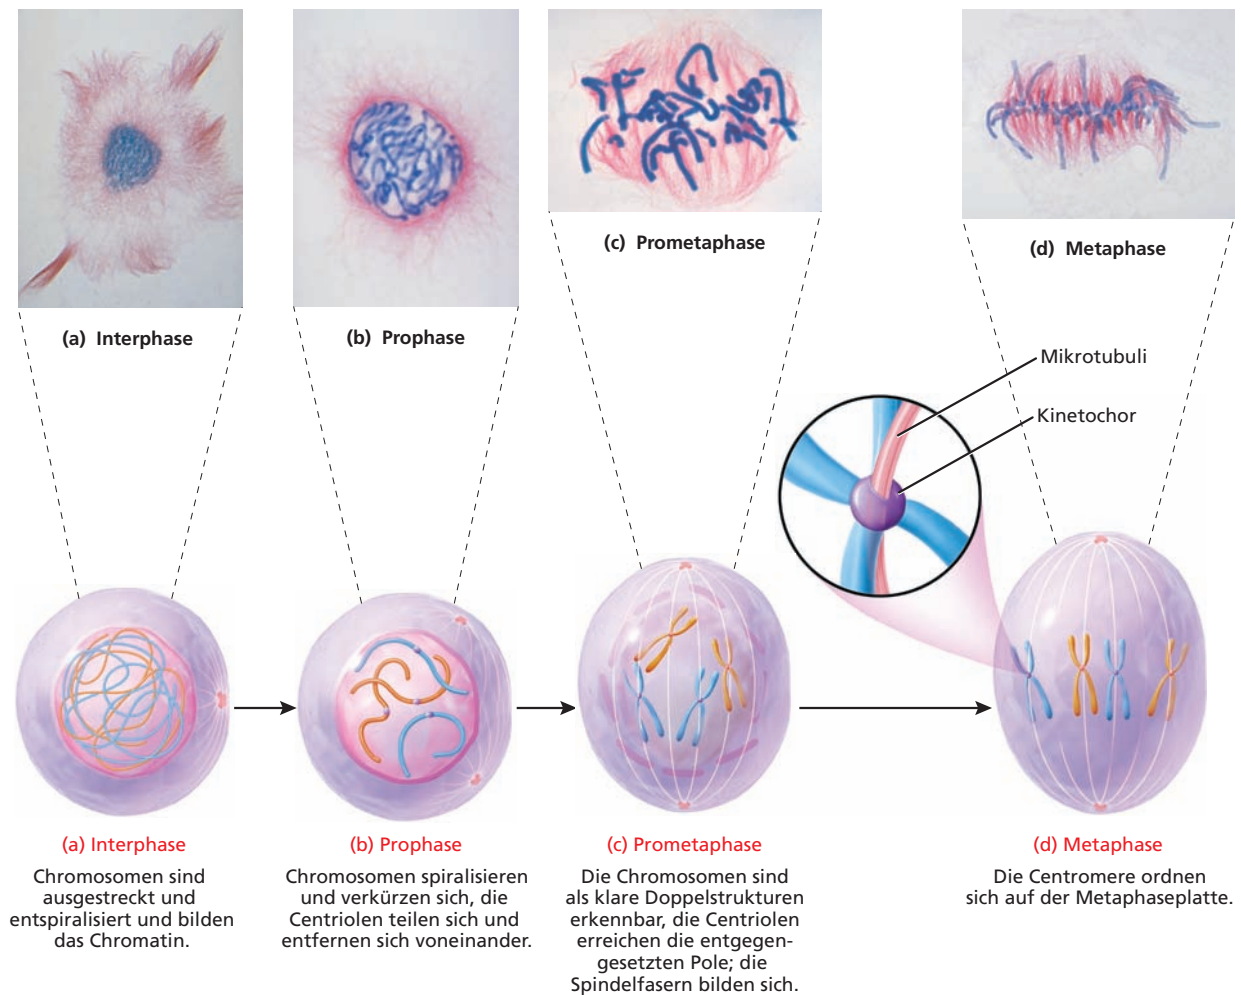 (a) Interphase
(b) Prophase
(c) Prometaphase
(d) Metaphase
Mikrotubuli
Kinetochor
(a) Interphase
Chromosomen sind
ausgestreckt und
entspiralisiert und bilden
das Chromatin.
(b) Prophase
Chromosomen spiralisieren
und verkürzen sich, die
Centriolen teilen sich und
entfernen sich voneinander.
(c) Prometaphase
Die Chromosomen sind
als klare Doppelstrukturen
erkennbar, die Centriolen
erreichen die entgegen-
gesetzten Pole; die
Spindelfasern bilden sich.
(d) Metaphase
Die Centromere ordnen
sich auf der Metaphaseplatte.